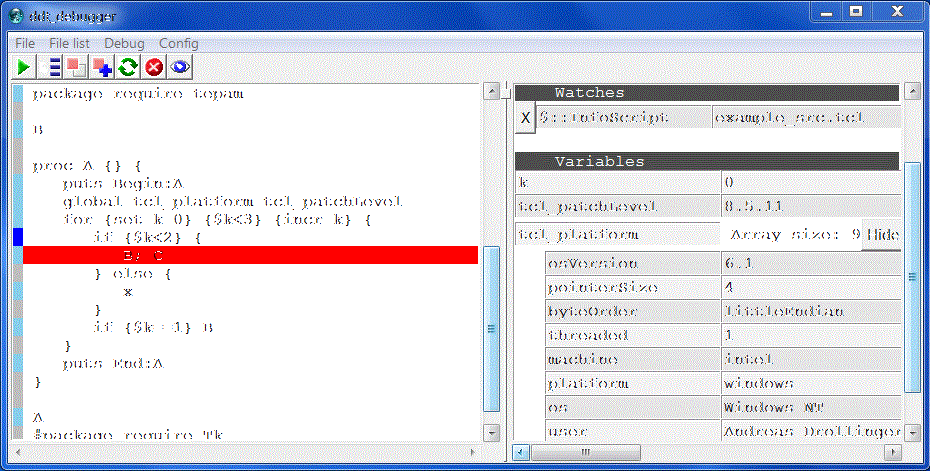 ddt_debugger
File File list Debug Config
package require tepam
B
proc A {} {
puts Begin:A
global tcl_platform tcl_patchLevel
for {set k 0} {$k<3} {incr k} {
if {$k<2} {
B; C
} else {
x
}
if {$k==1} B
}
puts End:A
}
A
#package require Tk
Watches
X $::InfoScript example_src.tcl
Variables
k 0
tcl_patchLevel 8.5.11
tcl_platform Array size: 9 Hide
osVersion 6.1
pointerSize 4
byteOrder littleEndian
threaded 1
machine intel
platform windows
os Windows NT
user Andreas Drollinger